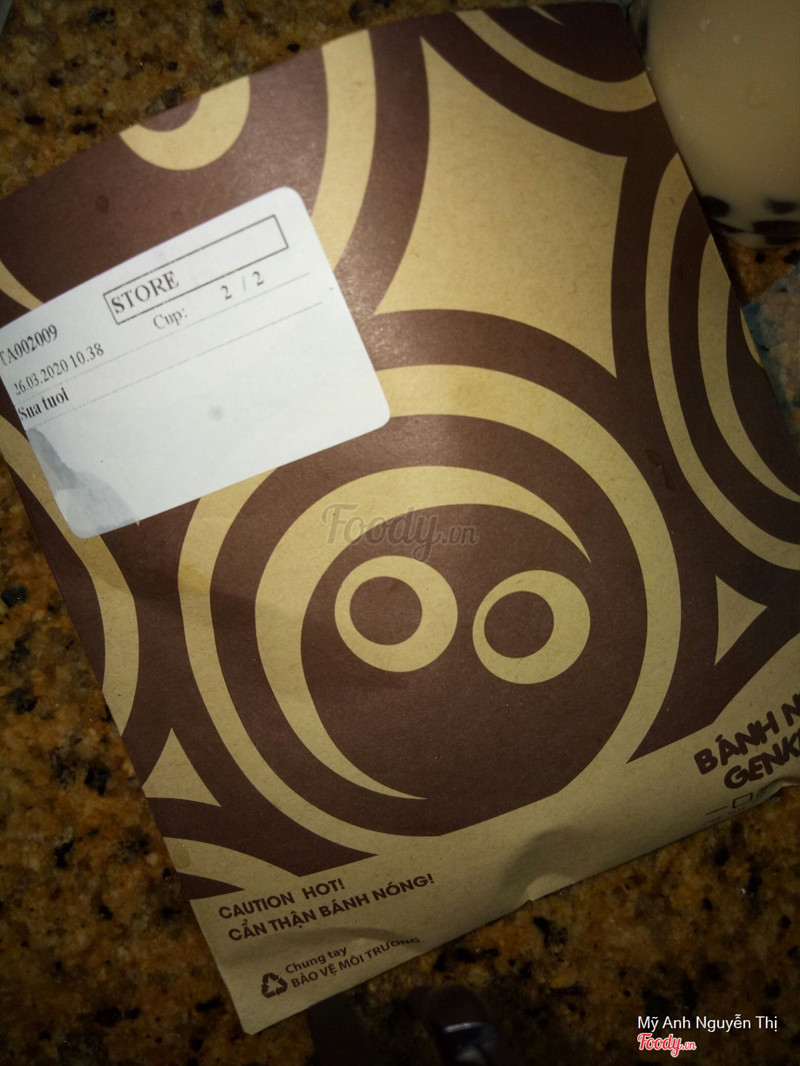 STORE
TA002009
Cup: 2 / 2
26.03.2020 10.38
Sua tuoi
Foody.vn
BÁNH
CAUTION HOT!
CẨN THẬN BÁNH NÓNG!
Chung tay
BẢO VỆ MÔI TRƯỜNG
Mỹ Anh Nguyễn Thị
Foody.vn